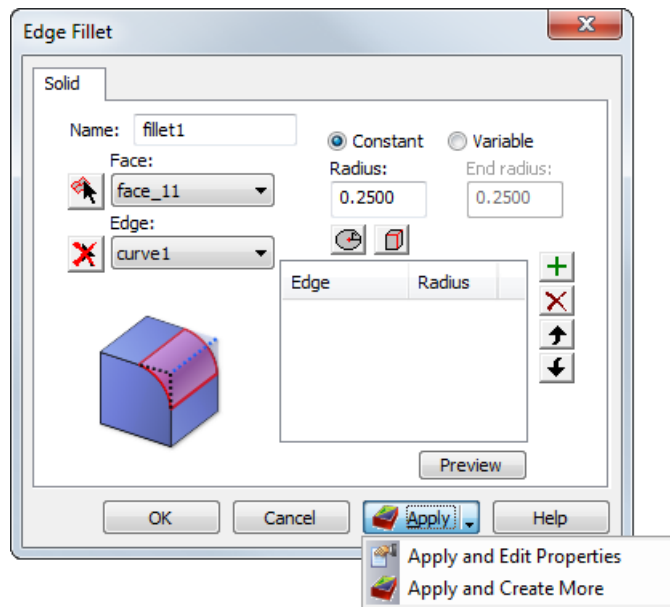 Edge Fillet
Solid
Name: fillet1
Constant Variable
Face:
Radius: End radius:
face_11
0.2500 0.2500
Edge:
curve1
Edge Radius
Preview
OK Cancel Apply Help
Apply and Edit Properties
Apply and Create More